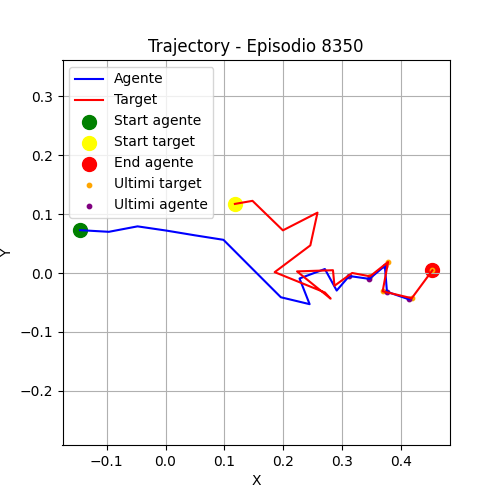 Trajectory - Episodio 8350
Agente
Target
Start agente
Start target
End agente
Ultimi target
Ultimi agente
0.3
0.2
0.1
0.0
−0.1
−0.2
Y
−0.1
0.0
0.1
0.2
0.3
0.4
X